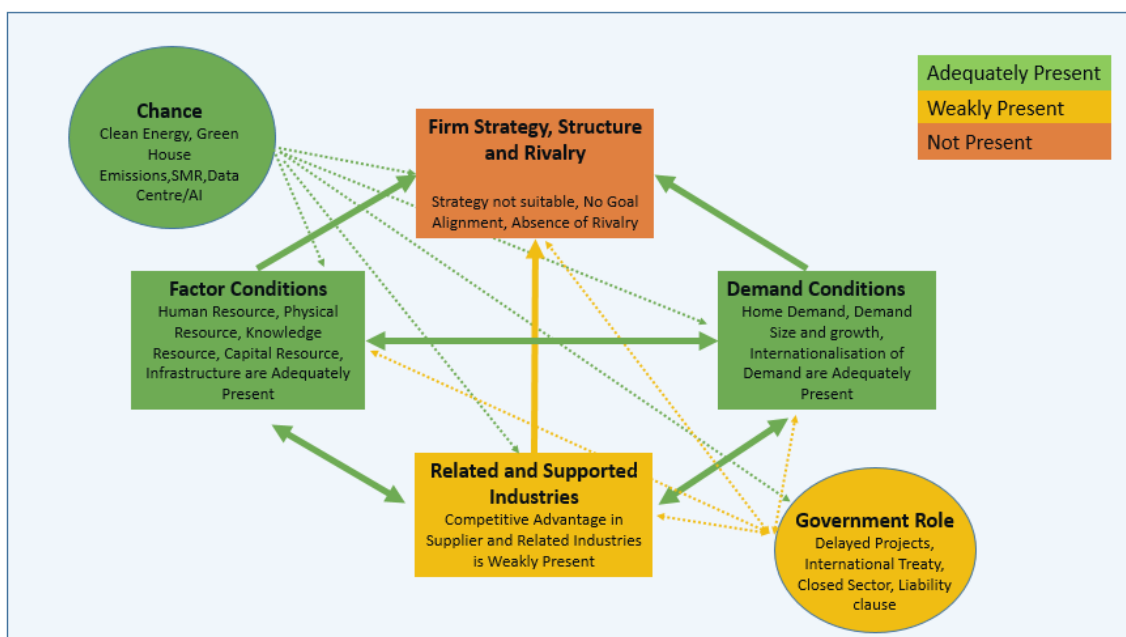 Adequately Present
Weakly Present
Not Present
Chance
Clean Energy, Green
House
Emissions,SMR,Data
Centre/AI
Firm Strategy, Structure
and Rivalry
Strategy not suitable, No Goal
Alignment, Absence of Rivalry
Factor Conditions
Human Resource, Physical
Resource, Knowledge
Resource, Capital Resource,
Infrastructure are Adequately
Present
Demand Conditions
Home Demand, Demand
Size and growth,
Internationalisation of
Demand are Adequately
Present
Related and Supported
Industries
Competitive Advantage in
Supplier and Related Industries
is Weakly Present
Government Role
Delayed Projects,
International Treaty,
Closed Sector, Liability
clause